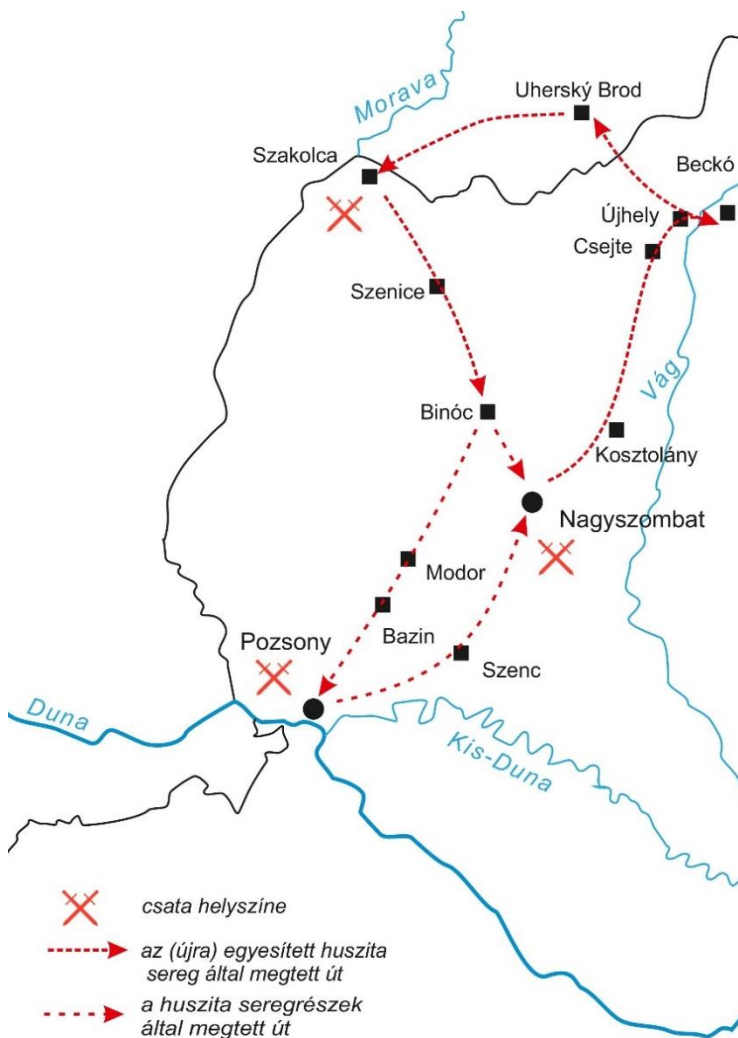 Morava
Uherský Brod
Szakolca
Beckó
Újhely
Csejte
Szenice
Vág
Binóc
Kosztolány
Nagyszombat
Modor
Bazin
Pozsony
Szenc
Duna
Kis-Duna
csata helyszíne
az (újra) egyesített huszita
sereg által megtett út
a huszita seregrészek
által megtett út